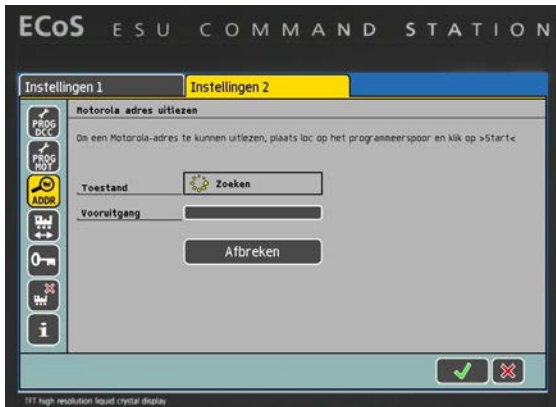 ECoS ESU COMMAND STATION
Instellingen 1
Instellingen 2
Motorola adres uitlezen
Om een Motorola-adres te kunnen uitlezen, plaats loc op het programmeerspoor en klik op >Start<
PROG
DCC
PROG
MOT
ADDR
Toestand
Zoeken
Vooruitgang
Afbreken
i
TFT high resolution liquid crystal display